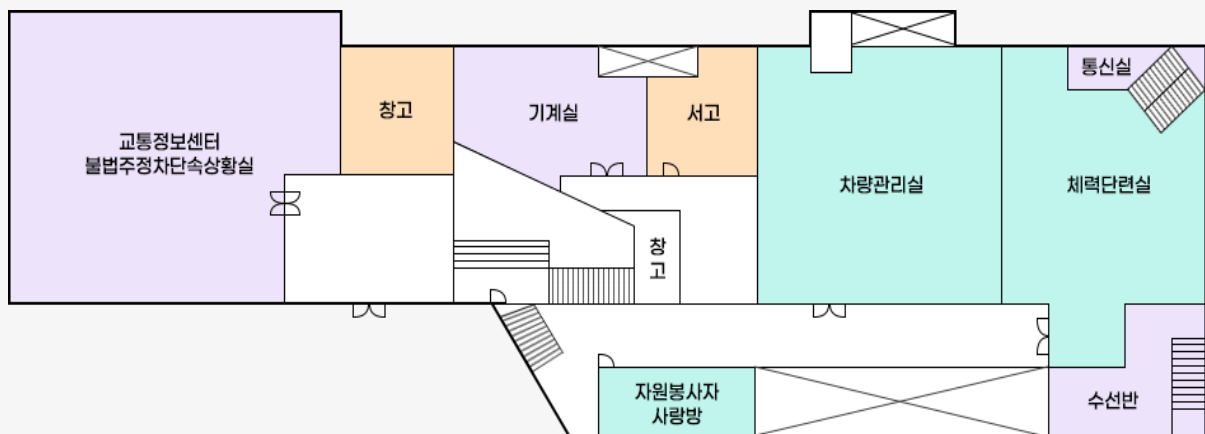 교통정보센터
불법주정차단속상황실
창고
기계실
서고
창
고
차량관리실
통신실
체력단련실
자원봉사자
사랑방
수선반